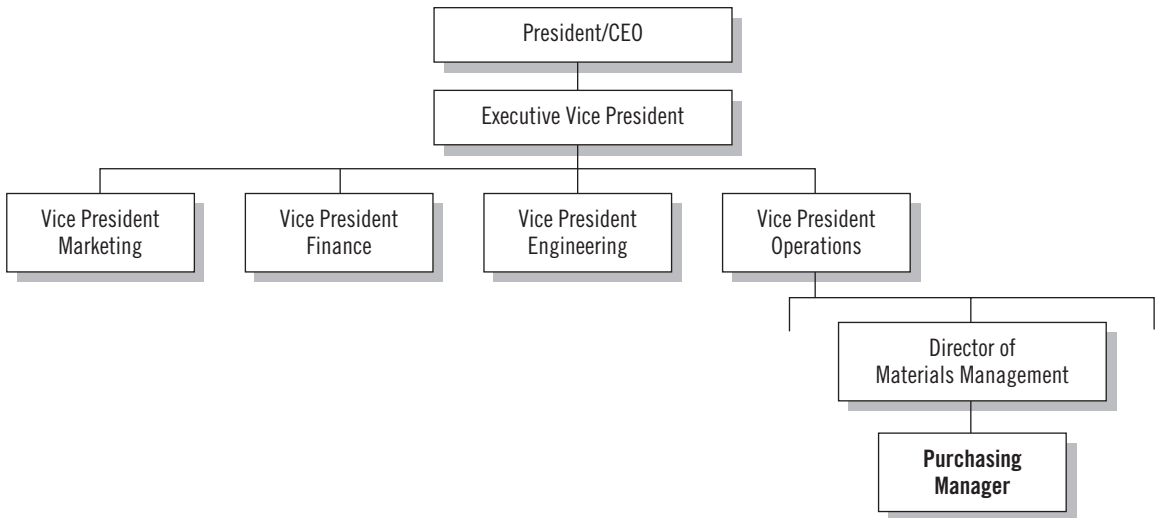 President/CEO
Executive Vice President
Vice President
Marketing
Vice President
Finance
Vice President
Engineering
Vice President
Operations
Director of
Materials Management
Purchasing
Manager